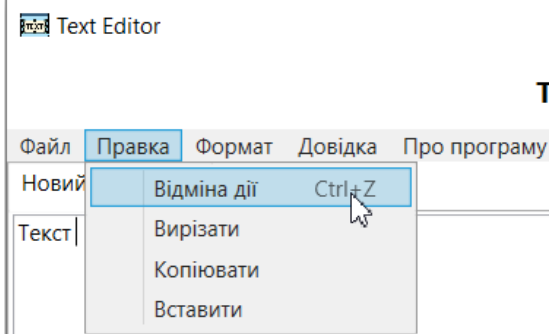 Text Editor
Т
Файл Правка Формат Довідка Про програму
Новий
Відміна дії Ctrl+Z
Текст
Вирізати
Копіювати
Вставити